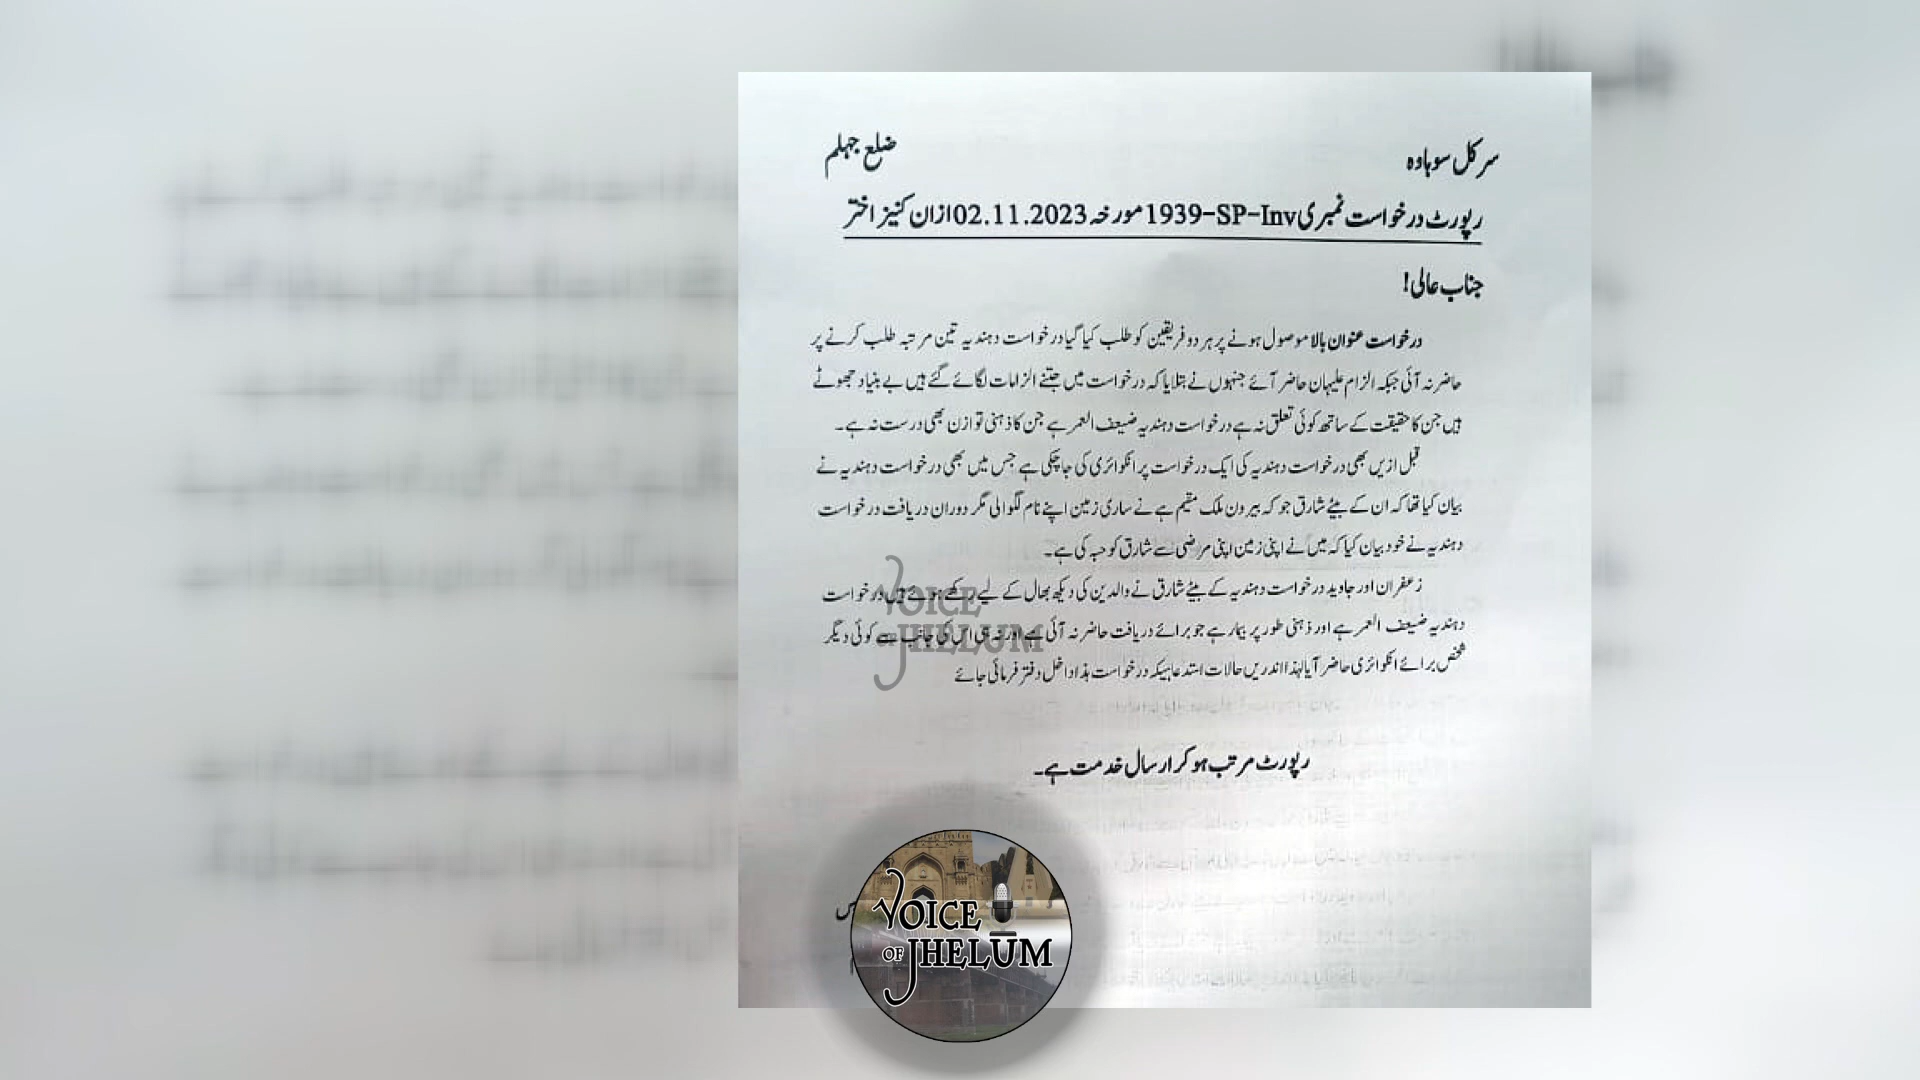 سرکل سوہاوہ
ضلع جہلم
رپورٹ درخواست نمبری 1939-SP-Inv مورخہ 02.11.2023 ازان کنیز اختر
جناب عالی!
درخواست عنوان بالا موصول ہونے پر ہر دو فریقین کو طلب کیا گیا درخواست دہندیہ تین مرتبہ طلب کرنے پر
حاضر نہ آئی جبکہ الزام علیہان حاضر آئے جنہوں نے بتلایا کہ درخواست میں جتنے الزامات لگائے گئے ہیں بے بنیاد جھوٹے
ہیں جن کا حقیقت کے ساتھ کوئی تعلق نہ ہے درخواست دہندیہ ضیعف العمر ہے جن کا ذہنی توازن بھی درست نہ ہے۔
قبل ازیں بھی درخواست دہندیہ کی ایک درخواست پر انکوائری کی جا چکی ہے جس میں بھی درخواست دہندیہ نے
بیان کیا تھا کہ ان کے بیٹے شارق جو کہ بیرون ملک مقیم ہے نے ساری زمین اپنے نام لگوالی مگر دوران دریافت درخواست
دہندیہ نے خود بیان کیا کہ میں نے اپنی زمین اپنی مرضی سے شارق کو حبہ کی ہے۔
زعفران اور جاوید درخواست دہندیہ کے بیٹے شارق نے والدین کی دیکھ بھال کے لیے رکھے ہوئے ہیں درخواست
دہندیہ ضیعف العمر ہے اور ذہنی طور پر بیمار ہے جو برائے دریافت حاضر نہ آئی ہے اور نہ ہی اس کی جانب سے کوئی دیگر
شخص برائے انکوائری حاضر آیا لہذا اندریں حالات استدعا ہیکہ درخواست ہذا داخل دفتر فرمائی جائے
رپورٹ مرتب ہو کر ارسال خدمت ہے۔
VOICE
OF JHELUM
VOICE
OF JHELUM